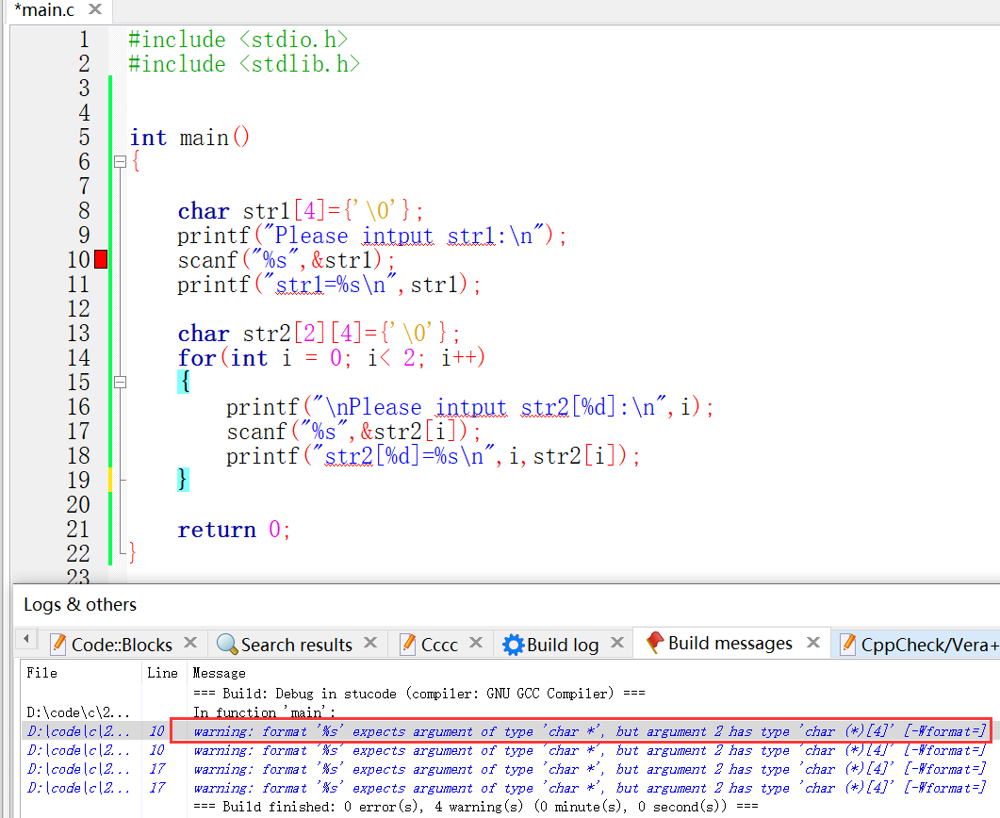 *main.c
1 #include <stdio.h>
2 #include <stdlib.h>
3
4
5 int main()
6 {
7
8 char str1[4]={'\0'};
9 printf("Please intput str1:\n");
10 scanf("%s",&str1);
11 printf("str1=%s\n",str1);
12
13 char str2[2][4]={'\0'};
14 for(int i = 0; i< 2; i++)
15 {
16 printf("\nPlease intput str2[%d]:\n",i);
17 scanf("%s",&str2[i]);
18 printf("str2[%d]=%s\n",i,str2[i]);
19 }
20
21 return 0;
22 }
23
Logs & others
Code::Blocks Search results Cccc Build log Build messages CppCheck/Vera+
File Line Message
=== Build: Debug in stucode (compiler: GNU GCC Compiler) ===
D:\code\c\2... In function 'main':
D:\code\c\2... 10 warning: format '%s' expects argument of type 'char *', but argument 2 has type 'char (*)[4]' [-Wformat=]
D:\code\c\2... 10 warning: format '%s' expects argument of type 'char *', but argument 2 has type 'char (*)[4]' [-Wformat=]
D:\code\c\2... 17 warning: format '%s' expects argument of type 'char *', but argument 2 has type 'char (*)[4]' [-Wformat=]
D:\code\c\2... 17 warning: format '%s' expects argument of type 'char *', but argument 2 has type 'char (*)[4]' [-Wformat=]
=== Build finished: 0 error(s), 4 warning(s) (0 minute(s), 0 second(s)) ===